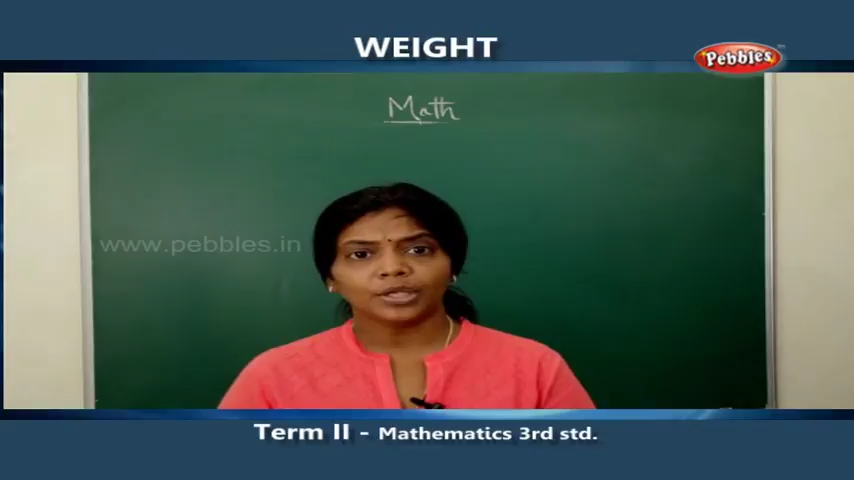 WEIGHT
Pebbles
Math
www.pebbles.in
Term II - Mathematics 3rd std.